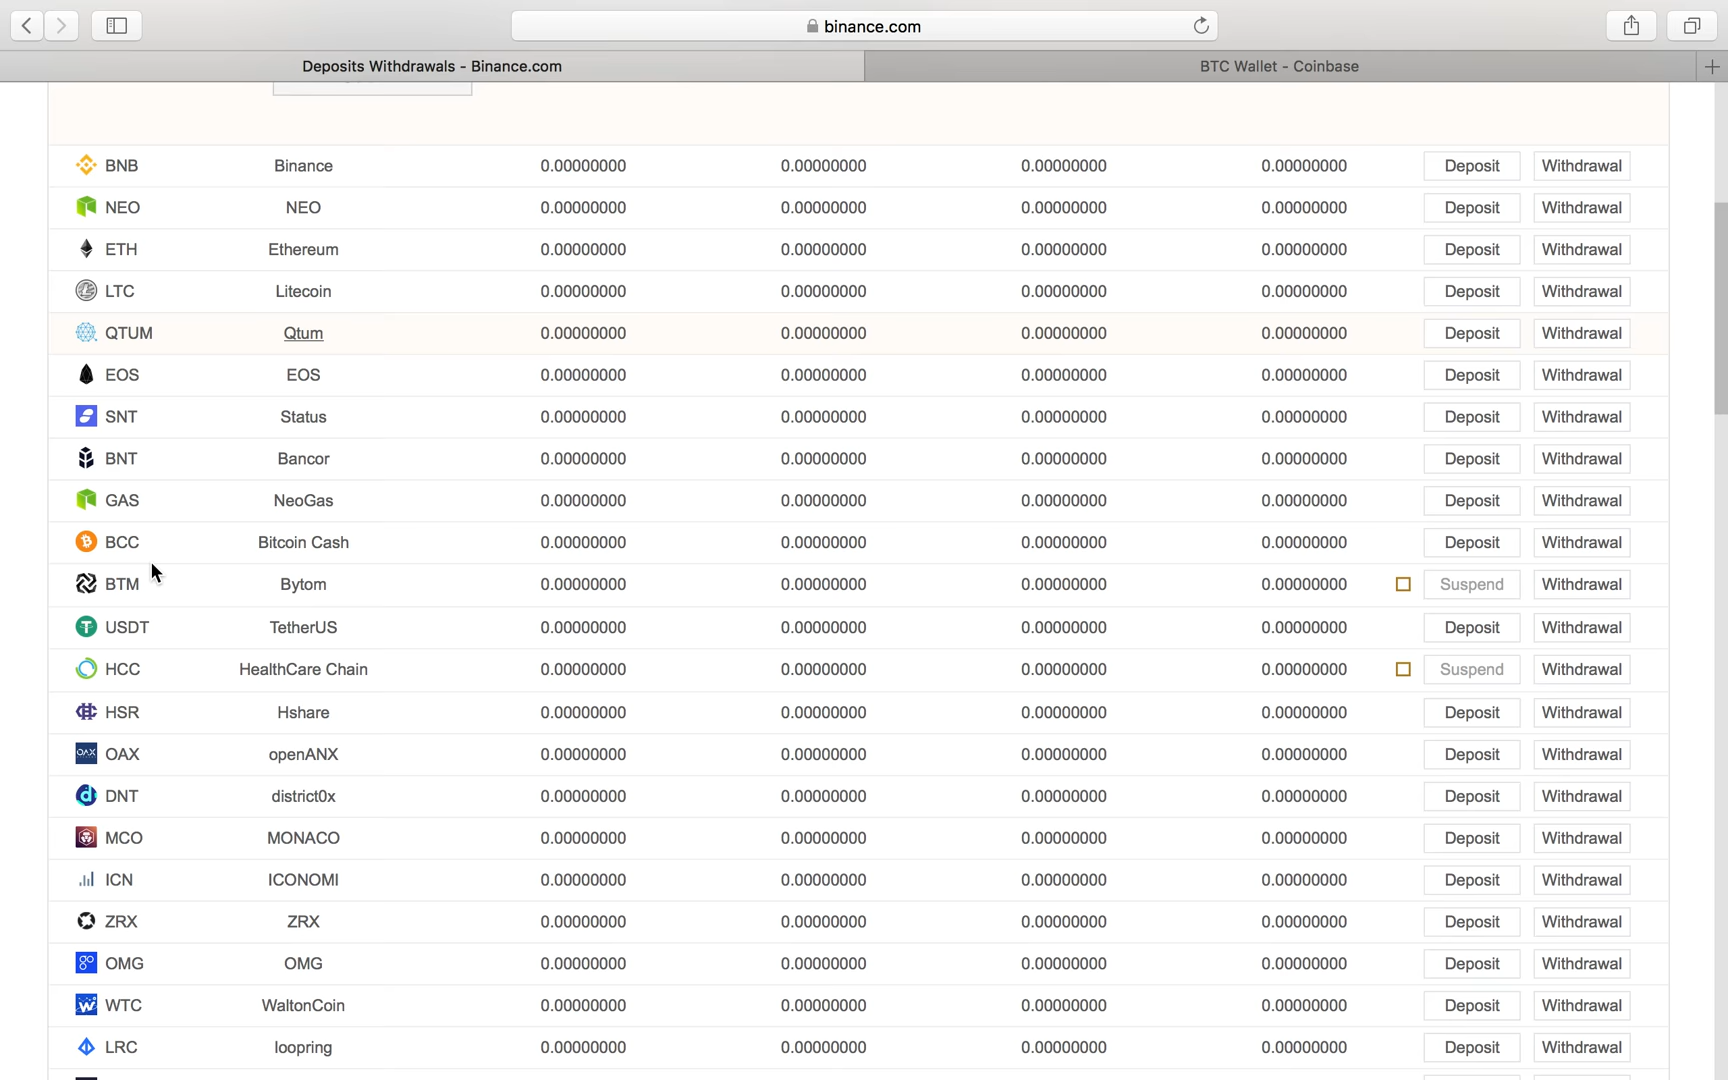 binance.com
Deposits Withdrawals - Binance.com
BTC Wallet - Coinbase
BNB Binance 0.00000000 0.00000000 0.00000000 0.00000000 Deposit Withdrawal
NEO NEO 0.00000000 0.00000000 0.00000000 0.00000000 Deposit Withdrawal
ETH Ethereum 0.00000000 0.00000000 0.00000000 0.00000000 Deposit Withdrawal
LTC Litecoin 0.00000000 0.00000000 0.00000000 0.00000000 Deposit Withdrawal
QTUM Qtum 0.00000000 0.00000000 0.00000000 0.00000000 Deposit Withdrawal
EOS EOS 0.00000000 0.00000000 0.00000000 0.00000000 Deposit Withdrawal
SNT Status 0.00000000 0.00000000 0.00000000 0.00000000 Deposit Withdrawal
BNT Bancor 0.00000000 0.00000000 0.00000000 0.00000000 Deposit Withdrawal
GAS NeoGas 0.00000000 0.00000000 0.00000000 0.00000000 Deposit Withdrawal
BCC Bitcoin Cash 0.00000000 0.00000000 0.00000000 0.00000000 Deposit Withdrawal
BTM Bytom 0.00000000 0.00000000 0.00000000 0.00000000 Suspend Withdrawal
USDT TetherUS 0.00000000 0.00000000 0.00000000 0.00000000 Deposit Withdrawal
HCC HealthCare Chain 0.00000000 0.00000000 0.00000000 0.00000000 Suspend Withdrawal
HSR Hshare 0.00000000 0.00000000 0.00000000 0.00000000 Deposit Withdrawal
OAX OAX openANX 0.00000000 0.00000000 0.00000000 0.00000000 Deposit Withdrawal
DNT district0x 0.00000000 0.00000000 0.00000000 0.00000000 Deposit Withdrawal
MCO MONACO 0.00000000 0.00000000 0.00000000 0.00000000 Deposit Withdrawal
ICN ICONOMI 0.00000000 0.00000000 0.00000000 0.00000000 Deposit Withdrawal
ZRX ZRX 0.00000000 0.00000000 0.00000000 0.00000000 Deposit Withdrawal
OMG OMG 0.00000000 0.00000000 0.00000000 0.00000000 Deposit Withdrawal
WTC WaltonCoin 0.00000000 0.00000000 0.00000000 0.00000000 Deposit Withdrawal
LRC loopring 0.00000000 0.00000000 0.00000000 0.00000000 Deposit Withdrawal